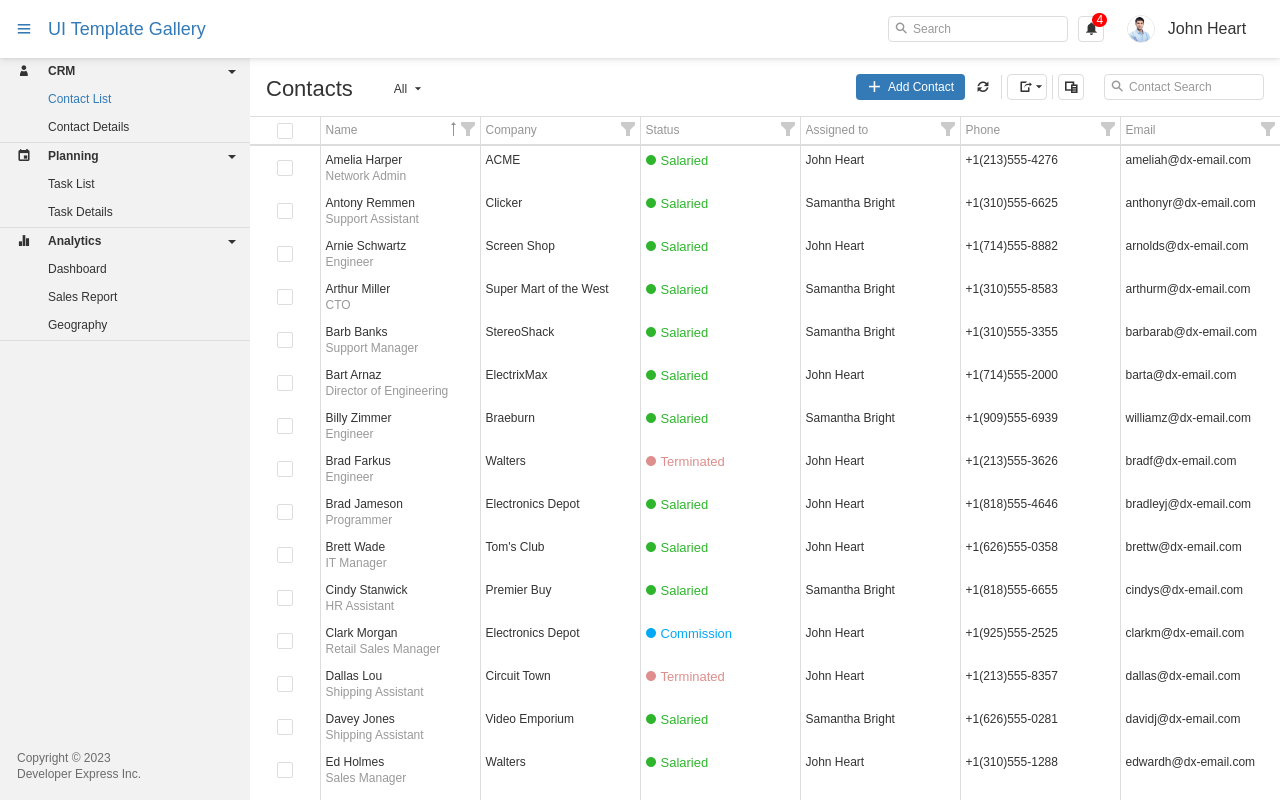 UI Template Gallery
Search
4
John Heart
CRM
Contact List
Contact Details
Planning
Task List
Task Details
Analytics
Dashboard
Sales Report
Geography
Copyright © 2023
Developer Express Inc.
Contacts All Add Contact Contact Search
Name Company Status Assigned to Phone Email
Amelia Harper ACME Salaried John Heart +1(213)555-4276 ameliah@dx-email.com
Network Admin
Antony Remmen Clicker Salaried Samantha Bright +1(310)555-6625 anthonyr@dx-email.com
Support Assistant
Arnie Schwartz Screen Shop Salaried John Heart +1(714)555-8882 arnolds@dx-email.com
Engineer
Arthur Miller Super Mart of the West Salaried Samantha Bright +1(310)555-8583 arthurm@dx-email.com
CTO
Barb Banks StereoShack Salaried Samantha Bright +1(310)555-3355 barbarab@dx-email.com
Support Manager
Bart Arnaz ElectrixMax Salaried John Heart +1(714)555-2000 barta@dx-email.com
Director of Engineering
Billy Zimmer Braeburn Salaried Samantha Bright +1(909)555-6939 williamz@dx-email.com
Engineer
Brad Farkus Walters Terminated John Heart +1(213)555-3626 bradf@dx-email.com
Engineer
Brad Jameson Electronics Depot Salaried John Heart +1(818)555-4646 bradleyj@dx-email.com
Programmer
Brett Wade Tom's Club Salaried John Heart +1(626)555-0358 brettw@dx-email.com
IT Manager
Cindy Stanwick Premier Buy Salaried Samantha Bright +1(818)555-6655 cindys@dx-email.com
HR Assistant
Clark Morgan Electronics Depot Commission John Heart +1(925)555-2525 clarkm@dx-email.com
Retail Sales Manager
Dallas Lou Circuit Town Terminated John Heart +1(213)555-8357 dallas@dx-email.com
Shipping Assistant
Davey Jones Video Emporium Salaried Samantha Bright +1(626)555-0281 davidj@dx-email.com
Shipping Assistant
Ed Holmes Walters Salaried John Heart +1(310)555-1288 edwardh@dx-email.com
Sales Manager